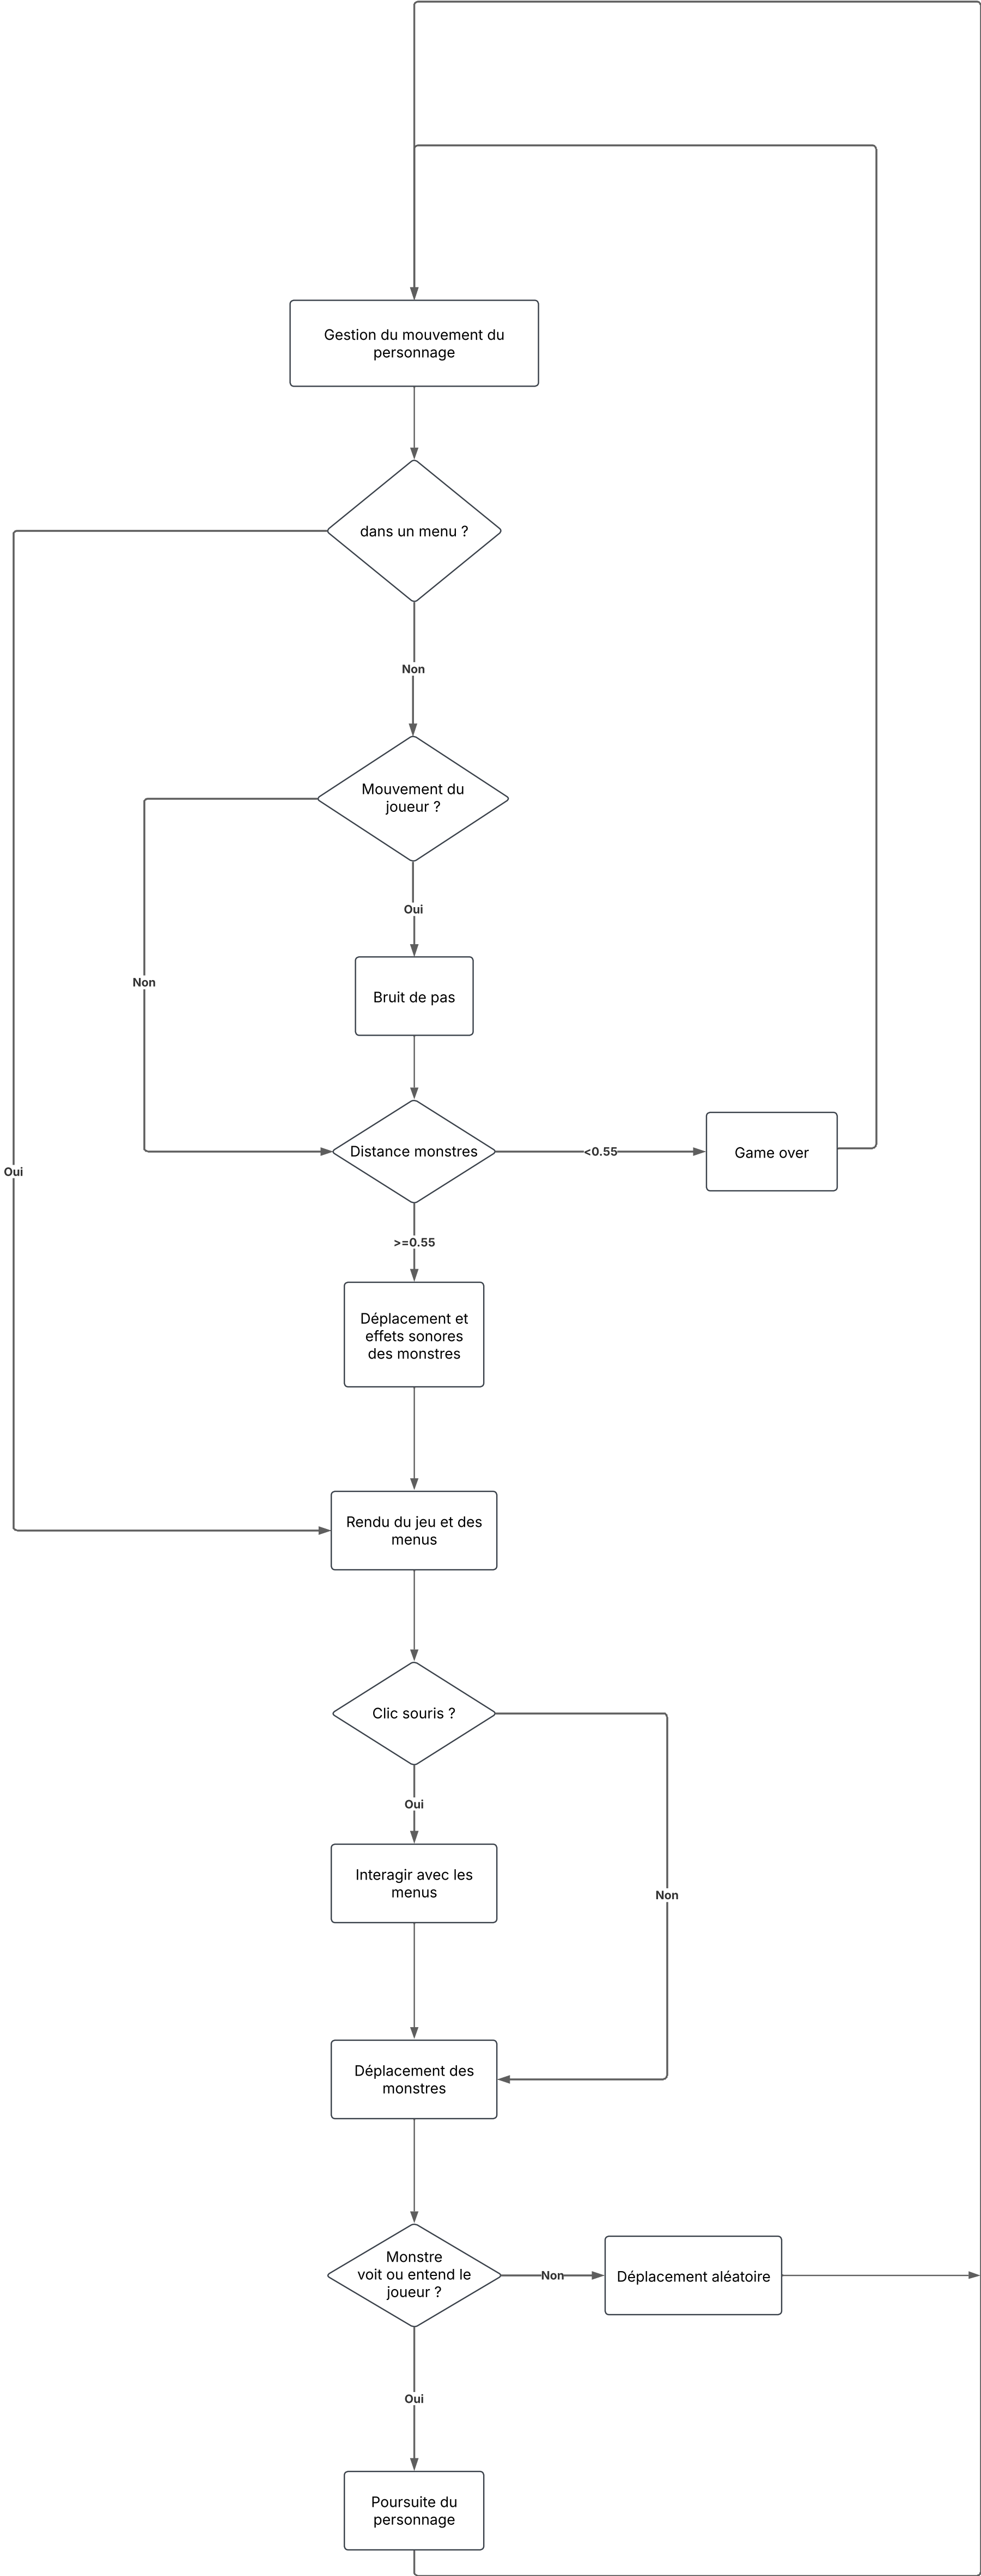 Gestion du mouvement du
personnage
dans un menu ?
Non
Mouvement du
joueur ?
Oui
Non
Bruit de pas
Distance monstres
<0.55
Game over
Oui
>=0.55
Déplacement et
effets sonores
des monstres
Rendu du jeu et des
menus
Clic souris ?
Oui
Interagir avec les
menus
Non
Déplacement des
monstres
Monstre
voit ou entend le
joueur ?
Non
Déplacement aléatoire
Oui
Poursuite du
personnage